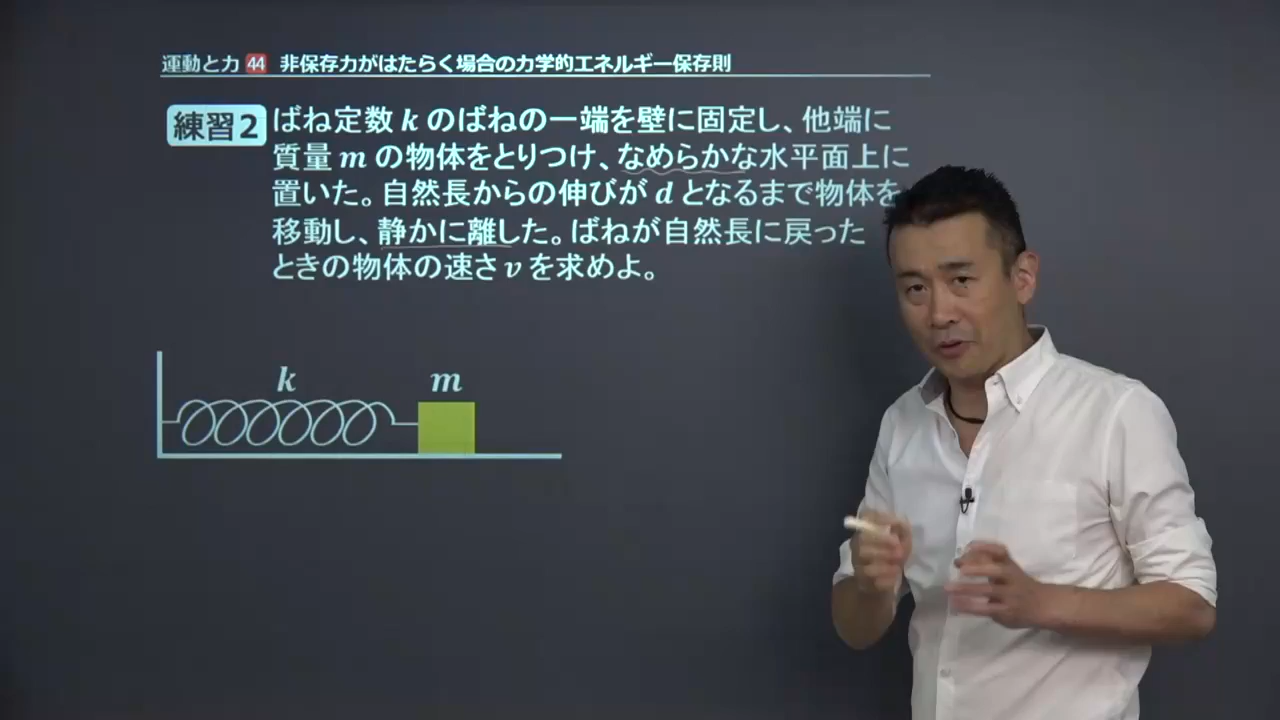 運動と力 44 非保存力がはたらく場合の力学的エネルギー保存則
練習2 ばね定数 k のばねの一端を壁に固定し、他端に
質量 m の物体をとりつけ、なめらかな水平面上に
置いた。自然長からの伸びが d となるまで物体を
移動し、静かに離した。ばねが自然長に戻った
ときの物体の速さ v を求めよ。
k m